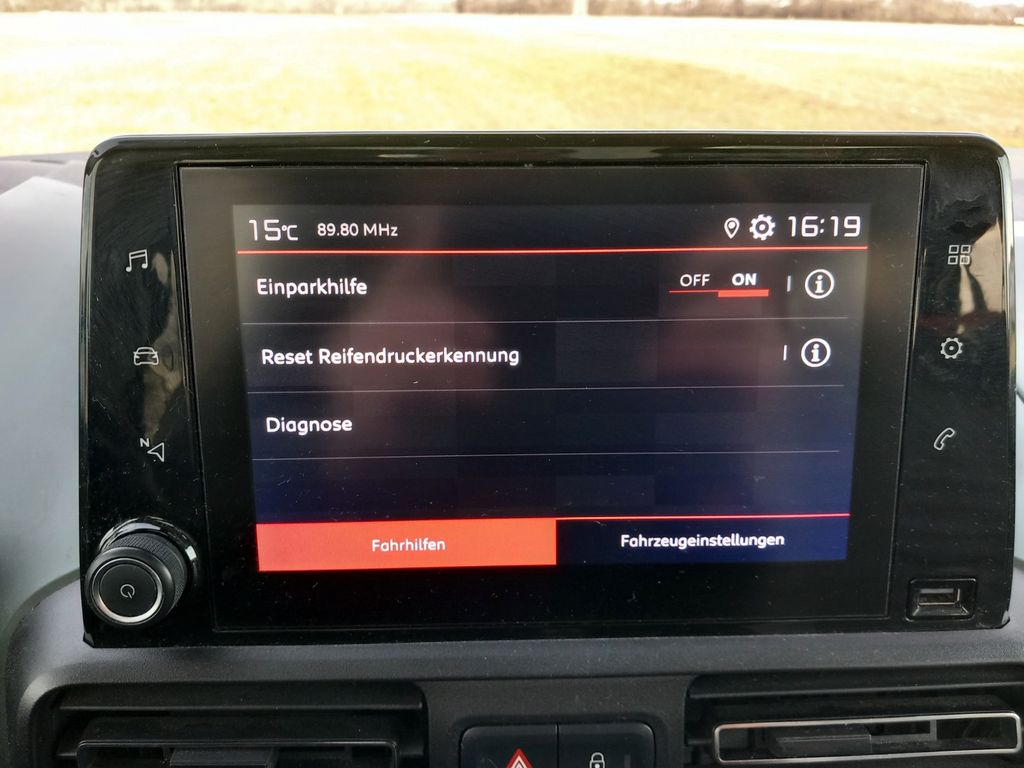 15°C 89.80 MHz 16:19
Einparkhilfe OFF ON
Reset Reifendruckerkennung
Diagnose
N
Fahrhilfen Fahrzeugeinstellungen